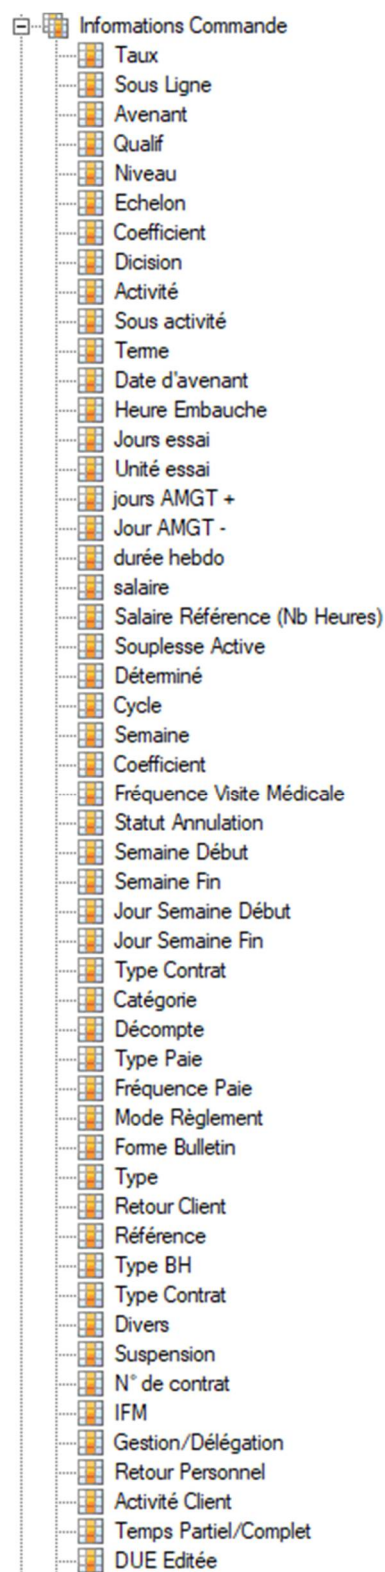 Informations Commande
Taux
Sous Ligne
Avenant
Qualif
Niveau
Echelon
Coefficient
Dicision
Activité
Sous activité
Terme
Date d'avenant
Heure Embauche
Jours essai
Unité essai
jours AMGT +
Jour AMGT -
durée hebdo
salaire
Salaire Référence (Nb Heures)
Souplesse Active
Déterminé
Cycle
Semaine
Coefficient
Fréquence Visite Médicale
Statut Annulation
Semaine Début
Semaine Fin
Jour Semaine Début
Jour Semaine Fin
Type Contrat
Catégorie
Décompte
Type Paie
Fréquence Paie
Mode Règlement
Forme Bulletin
Type
Retour Client
Référence
Type BH
Type Contrat
Divers
Suspension
N° de contrat
IFM
Gestion/Délégation
Retour Personnel
Activité Client
Temps Partiel/Complet
DUE Editée